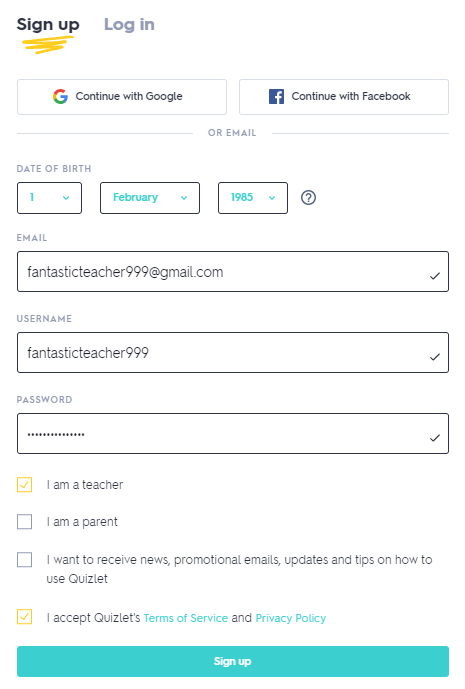 Sign up Log in
Continue with Google Continue with Facebook
OR EMAIL
DATE OF BIRTH
1 February 1985
EMAIL
fantasticteacher999@gmail.com
USERNAME
fantasticteacher999
PASSWORD
•••••••••••••••
I am a teacher
I am a parent
I want to receive news, promotional emails, updates and tips on how to
use Quizlet
I accept Quizlet's Terms of Service and Privacy Policy
Sign up